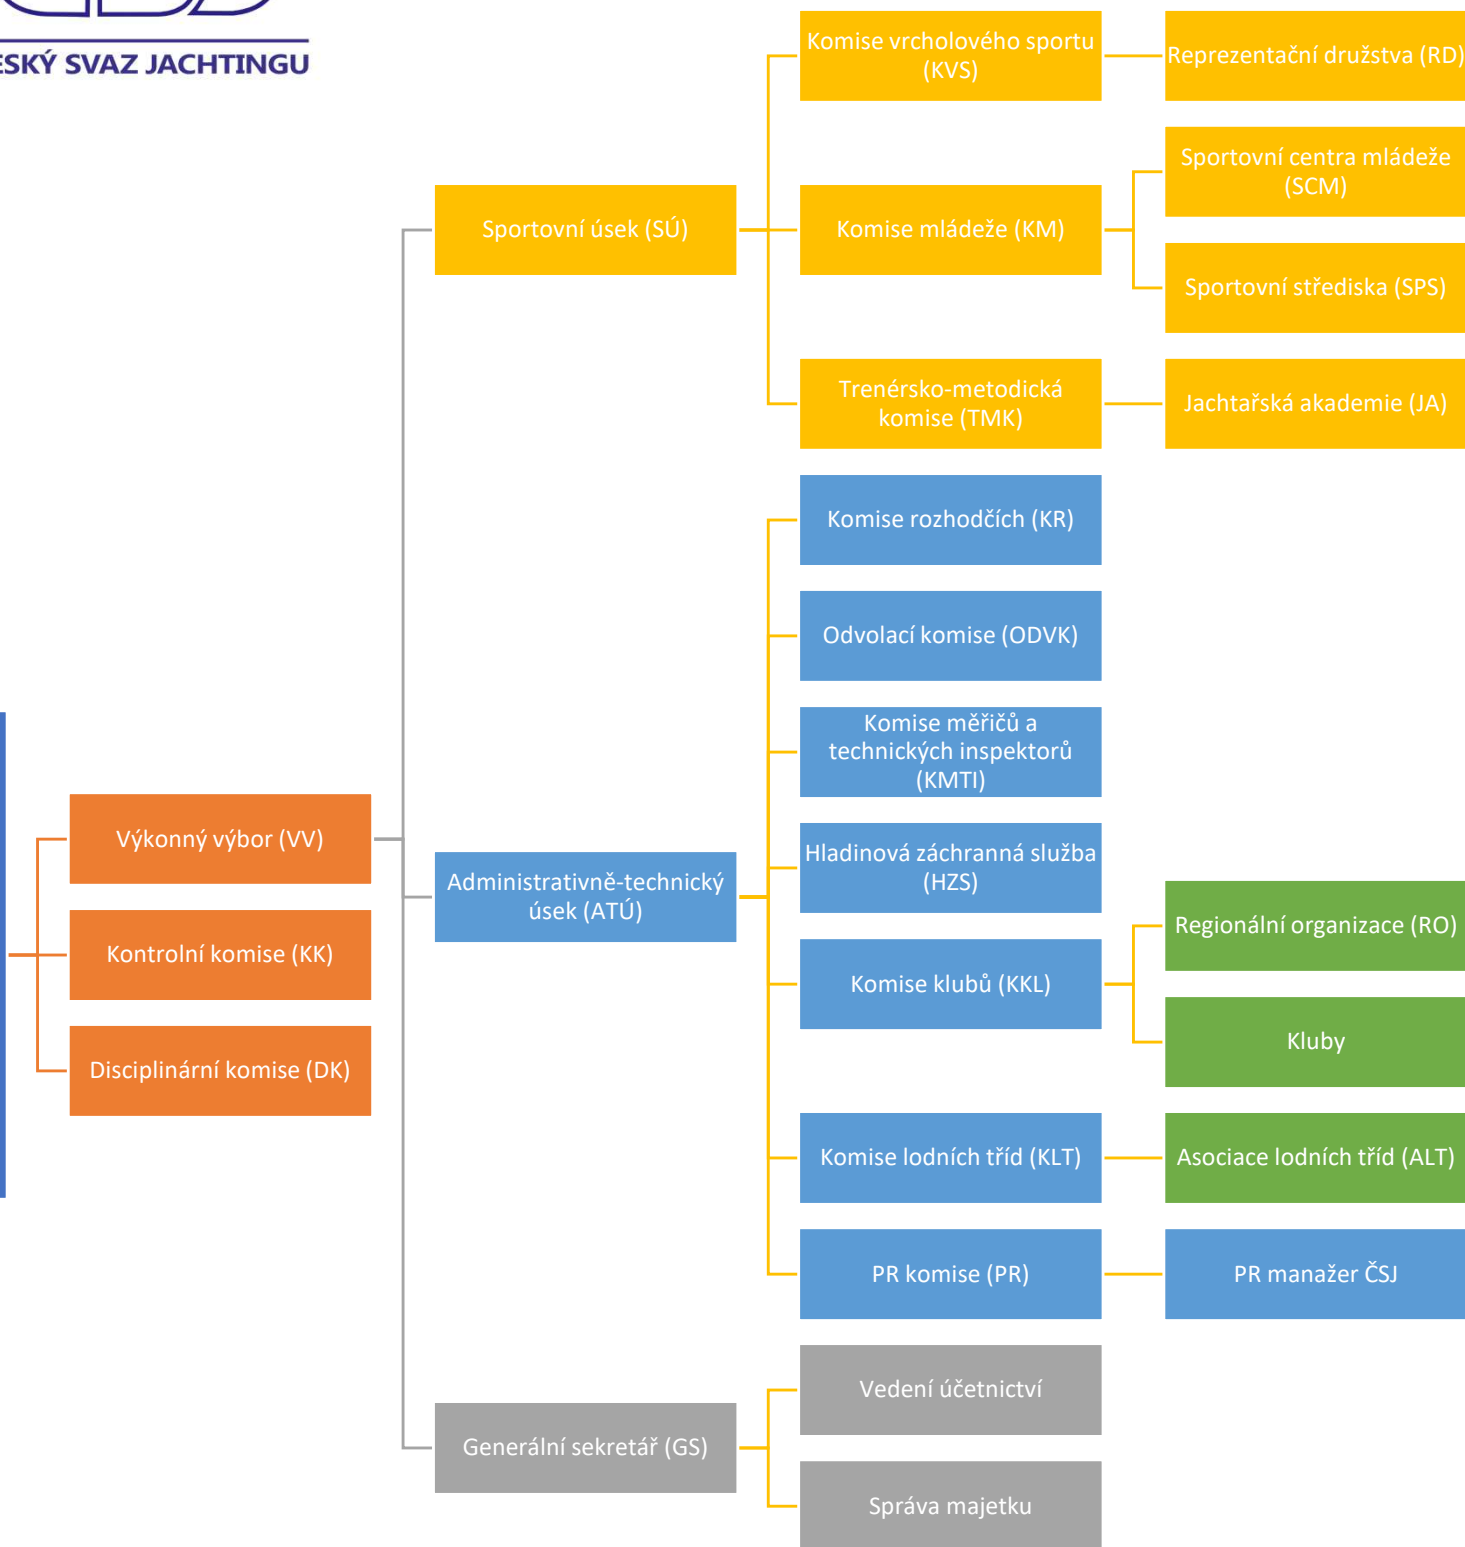 ESKÝ SVAZ JACHTINGU
Komise vrcholového sportu
(KVS)
Reprezentační družstva (RD)
Sportovní centra mládeže
(SCM)
Sportovní úsek (SÚ)
Komise mládeže (KM)
Sportovní střediska (SPS)
Trenérsko-metodická
komise (TMK)
Jachtařská akademie (JA)
Komise rozhodčích (KR)
Odvolací komise (ODVK)
Komise měřičů a
technických inspektorů
(KMTI)
Výkonný výbor (VV)
Hladinová záchranná služba
(HZS)
Administrativně-technický
úsek (ATÚ)
Regionální organizace (RO)
Kontrolní komise (KK)
Komise klubů (KKL)
Kluby
Disciplinární komise (DK)
Komise lodních tříd (KLT)
Asociace lodních tříd (ALT)
PR komise (PR)
PR manažer ČSJ
Vedení účetnictví
Generální sekretář (GS)
Správa majetku